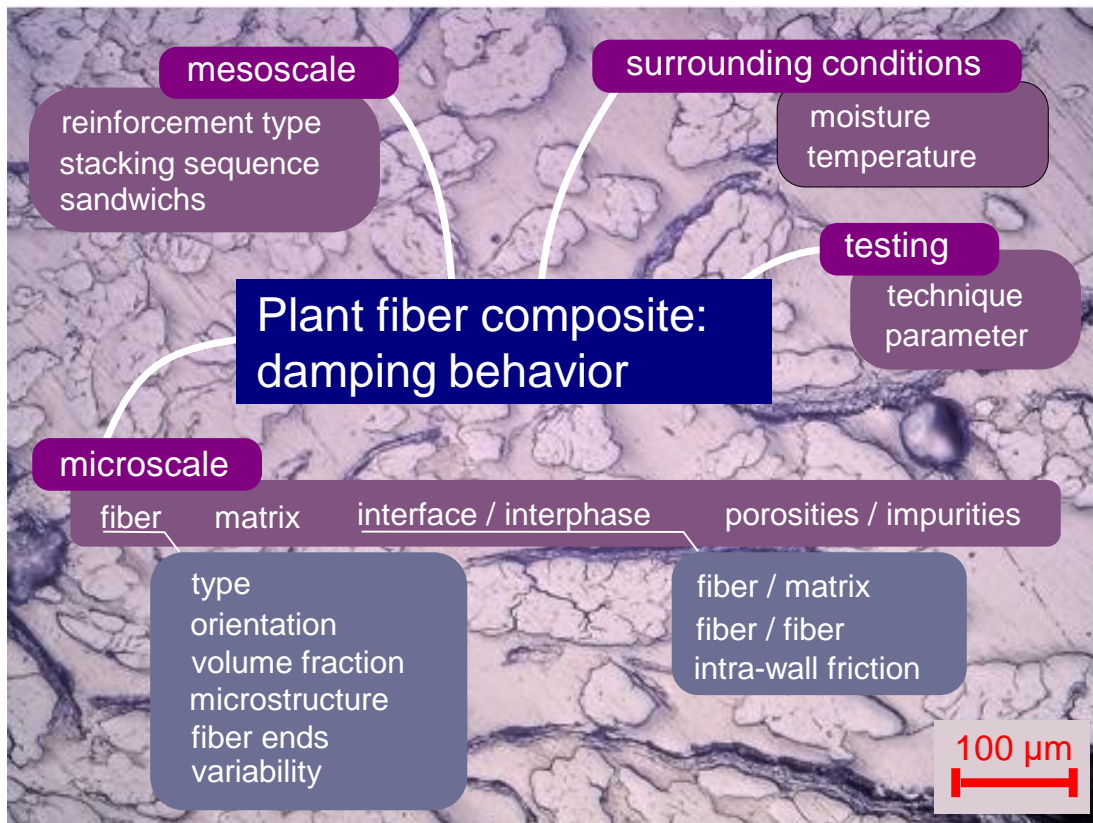 mesoscale
reinforcement type
stacking sequence
sandwichs
surrounding conditions
moisture
temperature
testing
technique
parameter
Plant fiber composite:
damping behavior
microscale
fiber matrix interface / interphase porosities / impurities
type
orientation
volume fraction
microstructure
fiber ends
variability
fiber / matrix
fiber / fiber
intra-wall friction
100 µm